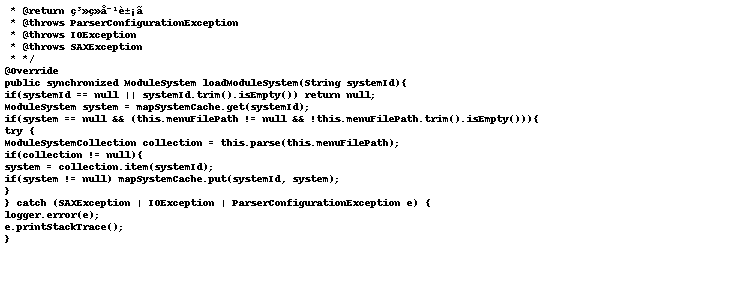 * @return ç³»ç»å¯¹è±¡ã
* @throws ParserConfigurationException
* @throws IOException
* @throws SAXException
* */
@Override
public synchronized ModuleSystem loadModuleSystem(String systemId){
if(systemId == null || systemId.trim().isEmpty()) return null;
ModuleSystem system = mapSystemCache.get(systemId);
if(system == null && (this.menuFilePath != null && !this.menuFilePath.trim().isEmpty())){
try {
ModuleSystemCollection collection = this.parse(this.menuFilePath);
if(collection != null){
system = collection.item(systemId);
if(system != null) mapSystemCache.put(systemId, system);
}
} catch (SAXException | IOException | ParserConfigurationException e) {
logger.error(e);
e.printStackTrace();
}